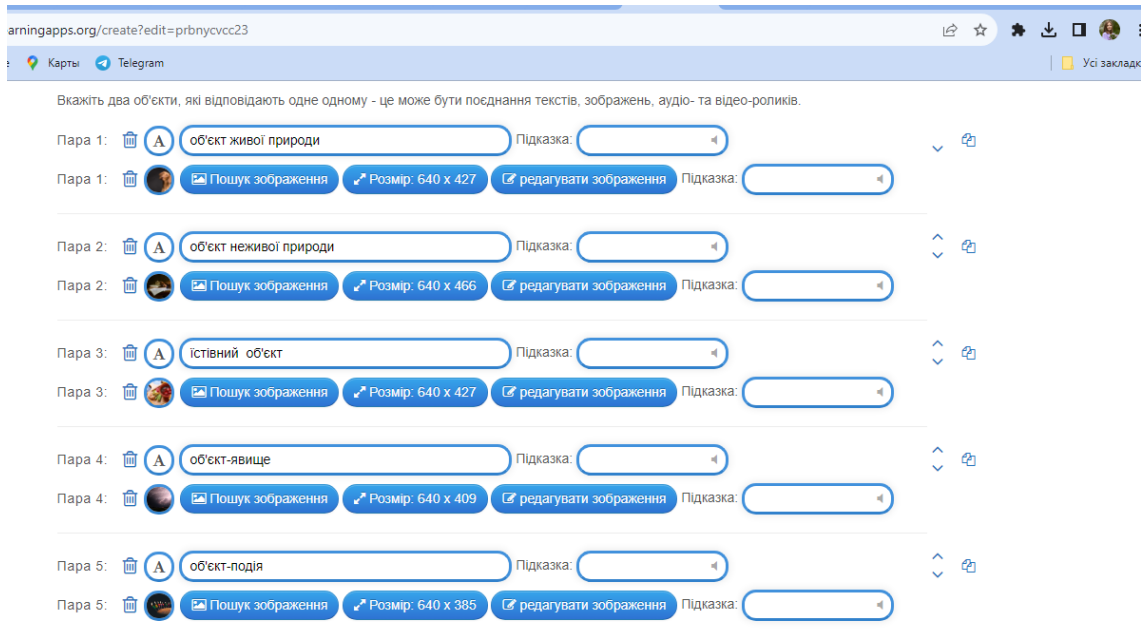 arningapps.org/create?edit=prbnycvcc23
Карты Telegram Усі закладк
Вкажіть два об'єкти, які відповідають одне одному - це може бути поєднання текстів, зображень, аудіо- та відео-роликів.
Пара 1: A об'єкт живої природи Підказка:
Пара 1: Пошук зображення Розмір: 640 x 427 редагувати зображення Підказка:
Пара 2: A об'єкт неживої природи Підказка:
Пара 2: Пошук зображення Розмір: 640 x 466 редагувати зображення Підказка:
Пара 3: A їстівний об'єкт Підказка:
Пара 3: Пошук зображення Розмір: 640 x 427 редагувати зображення Підказка:
Пара 4: A об'єкт-явище Підказка:
Пара 4: Пошук зображення Розмір: 640 x 409 редагувати зображення Підказка:
Пара 5: A об'єкт-подія Підказка:
Пара 5: Пошук зображення Розмір: 640 x 385 редагувати зображення Підказка: